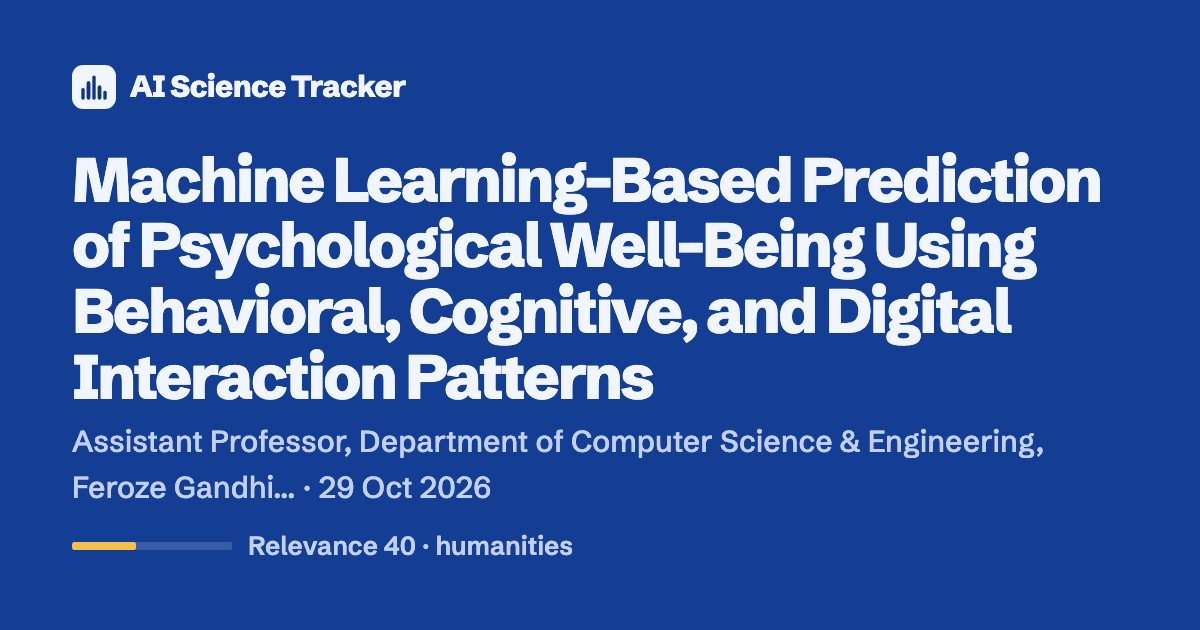 AI Science Tracker
Machine Learning-Based Prediction
of Psychological Well-Being Using
Behavioral, Cognitive, and Digital
Interaction Patterns
Assistant Professor, Department of Computer Science & Engineering,
Feroze Gandhi... · 29 Oct 2026
Relevance 40 · humanities